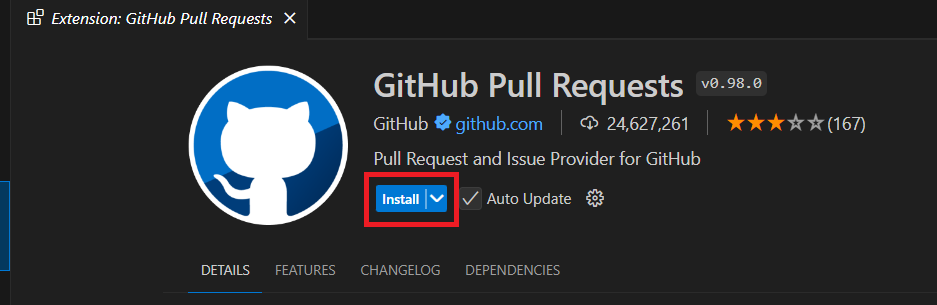 Extension: GitHub Pull Requests
GitHub Pull Requests v0.98.0
GitHub github.com 24,627,261 (167)
Pull Request and Issue Provider for GitHub
Install Auto Update
DETAILS FEATURES CHANGELOG DEPENDENCIES